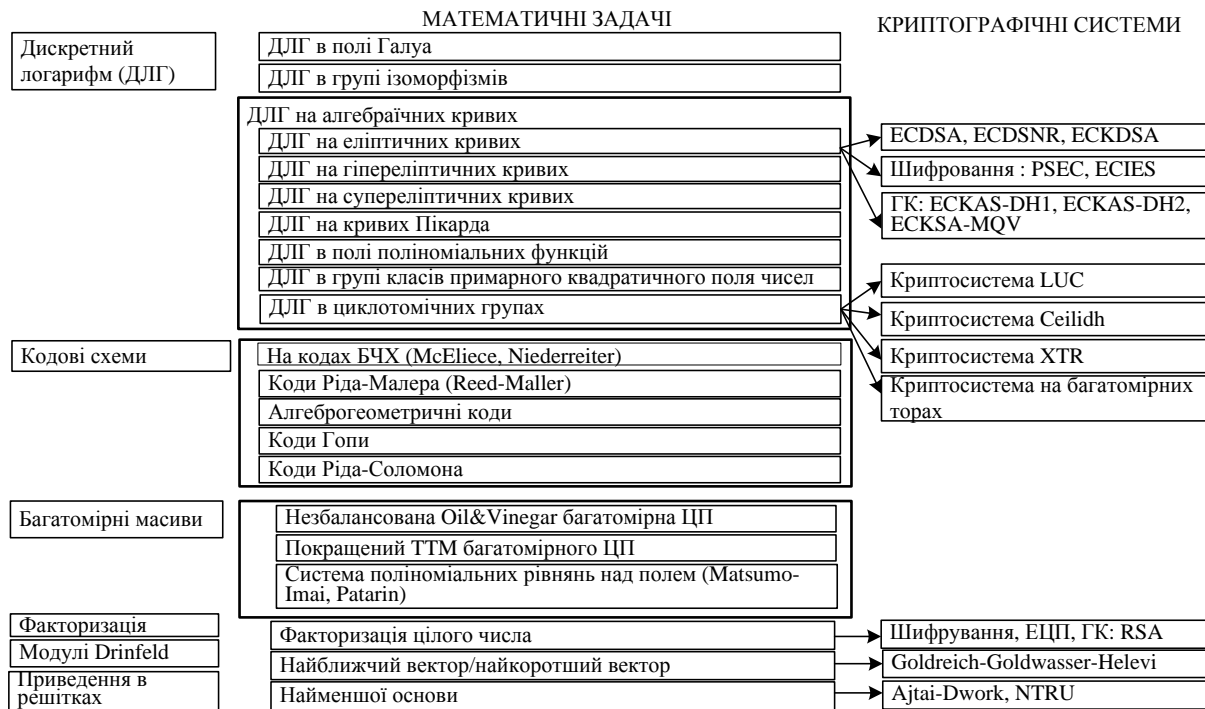 МАТЕМАТИЧНІ ЗАДАЧІ
КРИПТОГРАФІЧНІ СИСТЕМИ
Дискретний
логарифм (ДЛГ)
ДЛГ в полі Галуа
ДЛГ в групі ізоморфізмів
ДЛГ на алгебраїчних кривих
ДЛГ на еліптичних кривих
ДЛГ на гіпереліптичних кривих
ДЛГ на супереліптичних кривих
ДЛГ на кривих Пікарда
ДЛГ в полі поліноміальних функцій
ДЛГ в групі класів примарного квадратичного поля чисел
ДЛГ в циклотомічних групах
ECDSA, ECDSNR, ECKDSA
Шифровання : PSEC, ECIES
ГК: ECKAS-DH1, ECKAS-DH2,
ECKSA-MQV
Криптосистема LUC
Криптосистема Ceilidh
Криптосистема XTR
Криптосистема на багатомірних
торах
Кодові схеми
На кодах БЧХ (McEliece, Niederreiter)
Коди Ріда-Малера (Reed-Maller)
Алгеброгеометричні коди
Коди Гопи
Коди Ріда-Соломона
Багатомірні масиви
Незбалансована Oil&Vinegar багатомірна ЦП
Покращений ТТМ багатомірного ЦП
Система поліноміальних рівнянь над полем (Matsumo-
Imai, Patarin)
Факторизація
Модулі Drinfeld
Приведення в
решітках
Факторизація цілого числа
Найближчий вектор/найкоротший вектор
Найменшої основи
Шифрування, ЕЦП, ГК: RSA
Goldreich-Goldwasser-Helevi
Ajtai-Dwork, NTRU